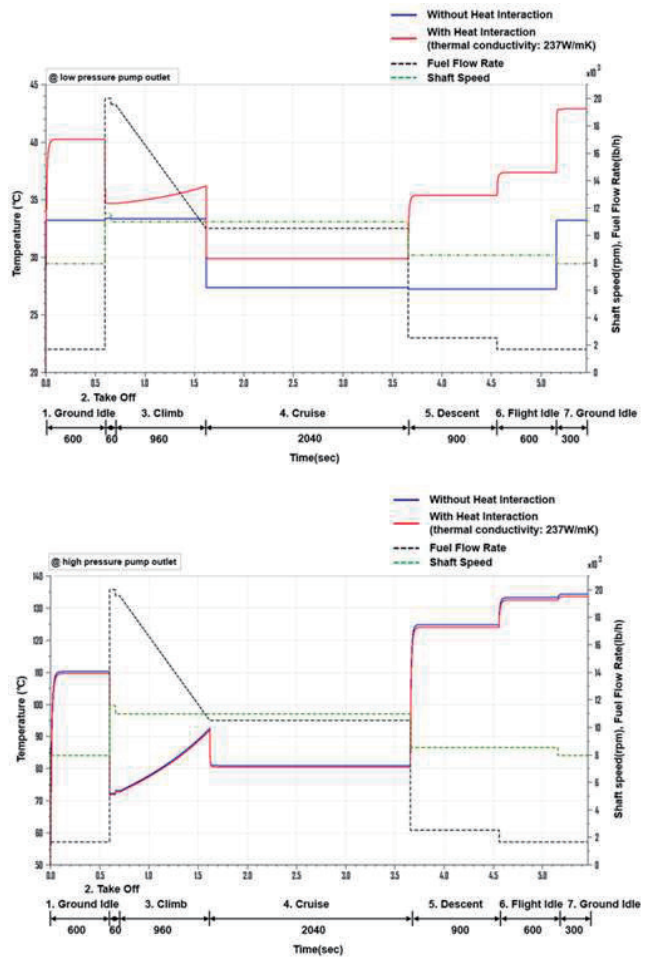 Without Heat Interaction
With Heat Interaction
(thermal conductivity: 237W/mK)
Fuel Flow Rate
Shaft Speed
@ low pressure pump outlet
x10³
Temperature (°C)
45
40
35
30
25
20
Shaft speed(rpm), Fuel Flow Rate(lb/h)
20
18
16
14
12
10
8
6
4
2
0
0.0 0.5 1.0 1.5 2.0 2.5 3.0 3.5 4.0 4.5 5.0
2. Take Off
1. Ground Idle 3. Climb 4. Cruise 5. Descent 6. Flight Idle 7. Ground Idle
600 60 960 2040 900 600 300
Time(sec)
Without Heat Interaction
With Heat Interaction
(thermal conductivity: 237W/mK)
Fuel Flow Rate
Shaft Speed
@ high pressure pump outlet
x10³
Temperature (°C)
140
130
120
110
100
90
80
70
60
50
Shaft speed(rpm), Fuel Flow Rate(lb/h)
20
18
16
14
12
10
8
6
4
2
0
0.0 0.5 1.0 1.5 2.0 2.5 3.0 3.5 4.0 4.5 5.0
2. Take Off
1. Ground Idle 3. Climb 4. Cruise 5. Descent 6. Flight Idle 7. Ground Idle
600 60 960 2040 900 600 300
Time(sec)